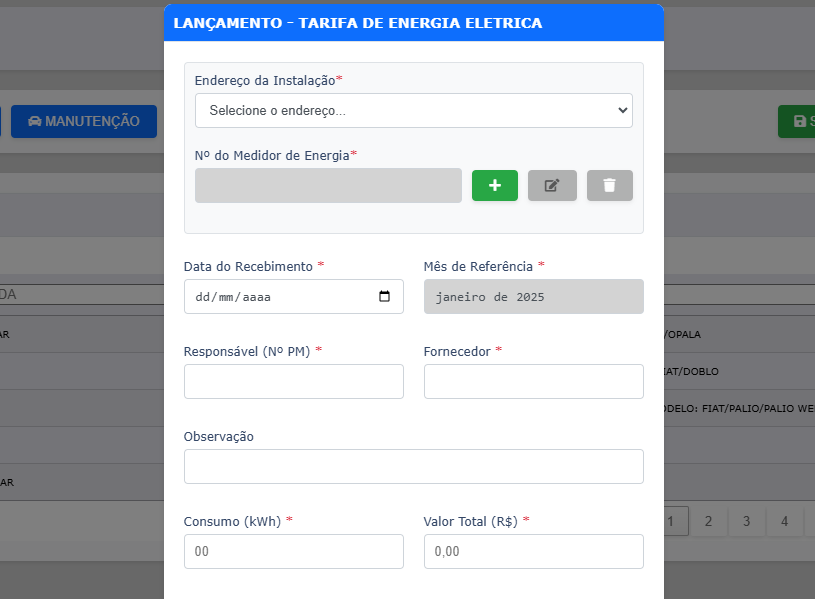 LANÇAMENTO - TARIFA DE ENERGIA ELETRICA
Endereço da Instalação*
Selecione o endereço...
MANUTENÇÃO
S
Nº do Medidor de Energia*
Data do Recebimento *
Mês de Referência *
dd/mm/aaaa
janeiro de 2025
DA
AR
/OPALA
Responsável (Nº PM) *
Fornecedor *
IAT/DOBLO
ODELO: FIAT/PALIO/PALIO WE
Observação
AR
Consumo (kWh) *
Valor Total (R$) *
1 2 3 4
00
0,00